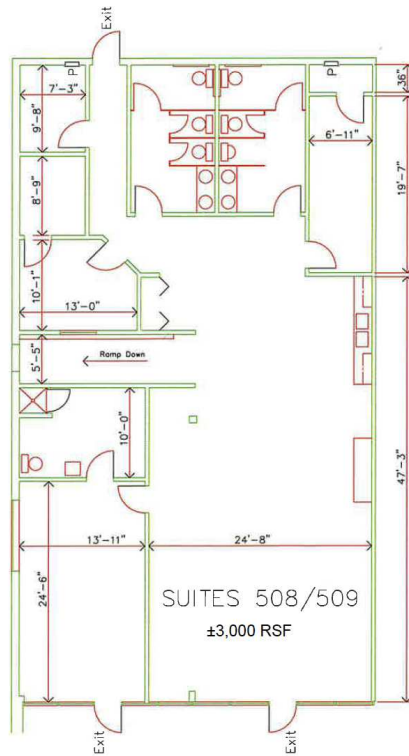 Exit
P
P
7'-3"
36"
9'-8"
6'-11"
19'-7"
8'-9"
10'-1"
13'-0"
5'-5"
Ramp Down
10'-0"
47'-3"
13'-11"
24'-8"
24'-6"
SUITES 508/509
±3,000 RSF
Exit
Exit